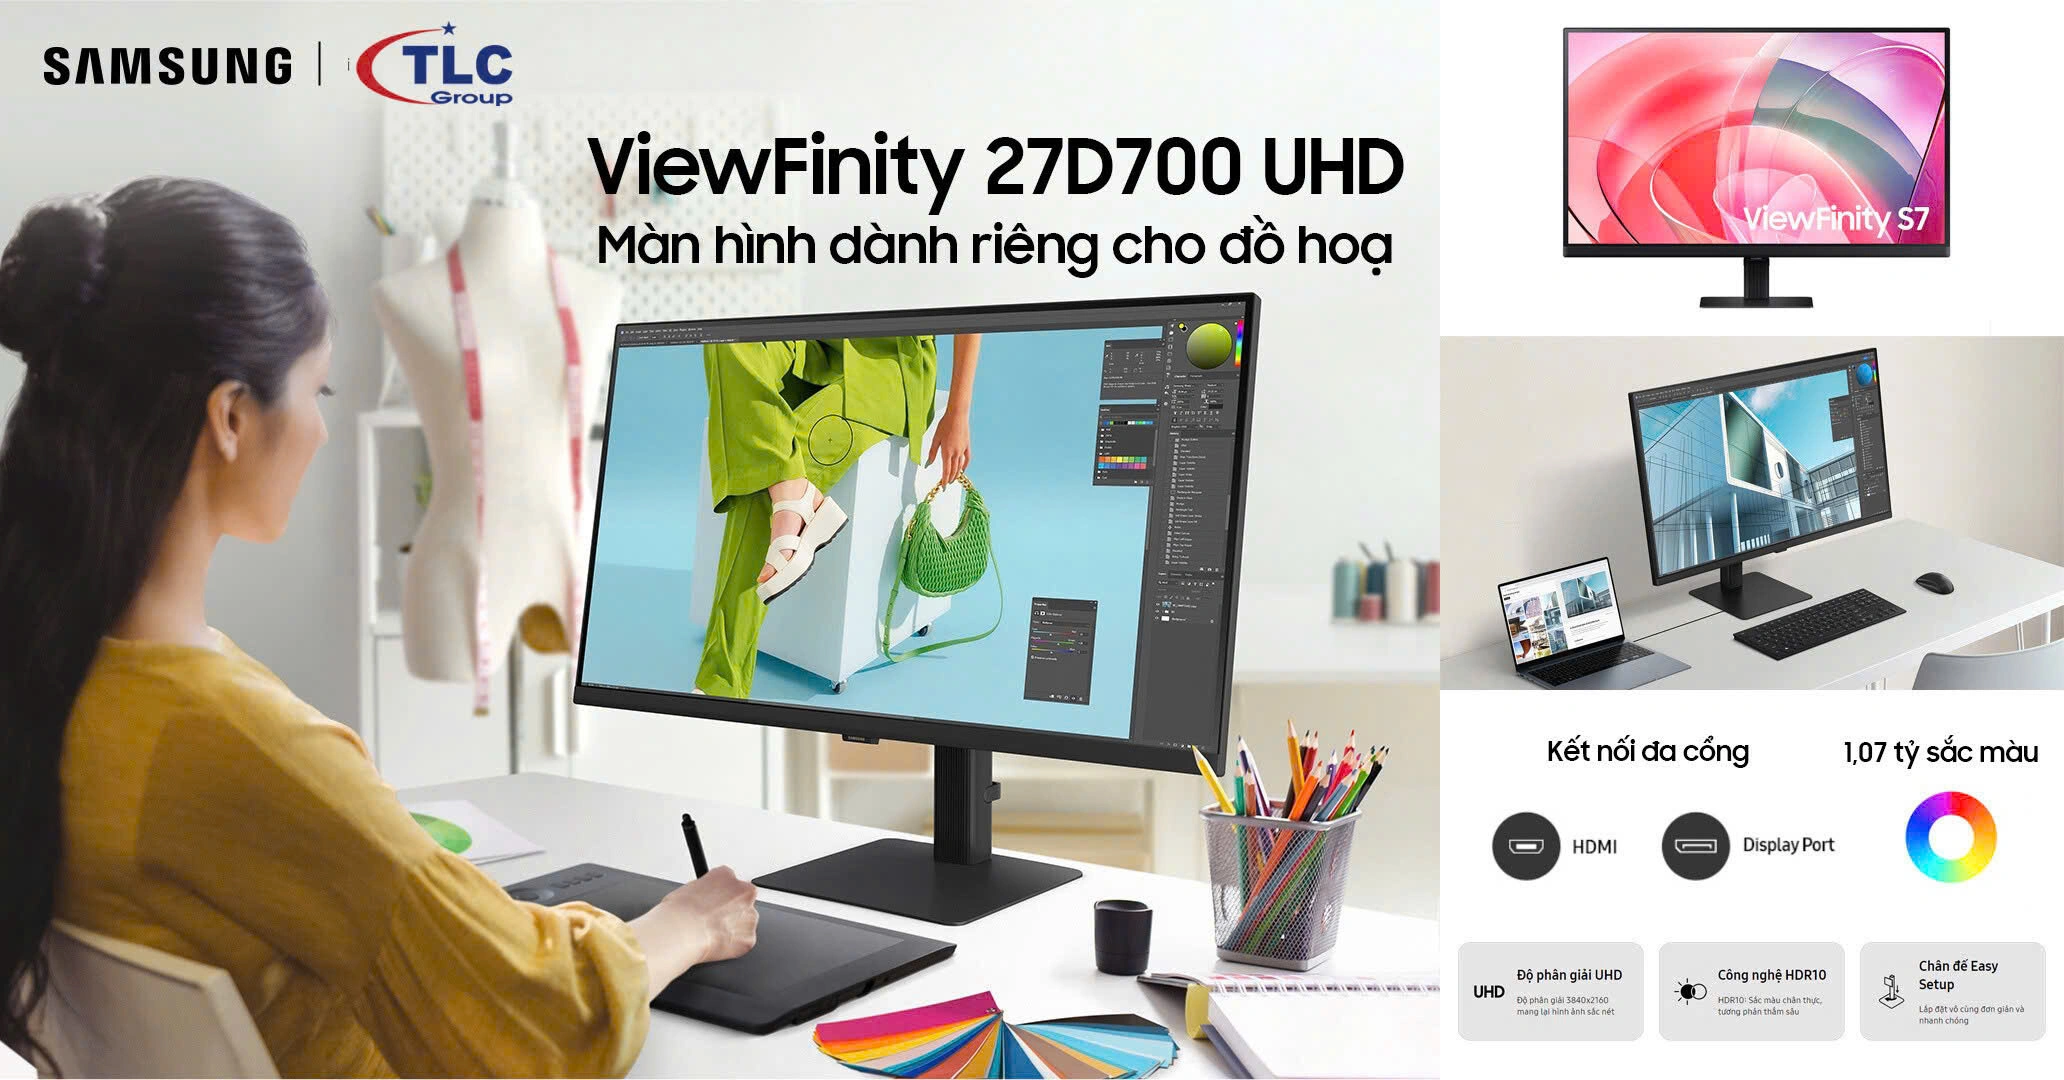 SAMSUNG
TLC
Group
ViewFinity 27D700 UHD
Màn hình dành riêng cho đồ hoạ
SAMSUNG
ViewFinity S7
Kết nối đa cổng
1,07 tỷ sắc màu
HDMI
Display Port
UHD
Độ phân giải UHD
Độ phân giải 3840x2160
mang lại hình ảnh sắc nét
Công nghệ HDR10
HDR10: Sắc màu chân thực,
tương phản thẩm sâu
Chân đế Easy
Setup
Lắp đặt vô cùng đơn giản và
nhanh chóng